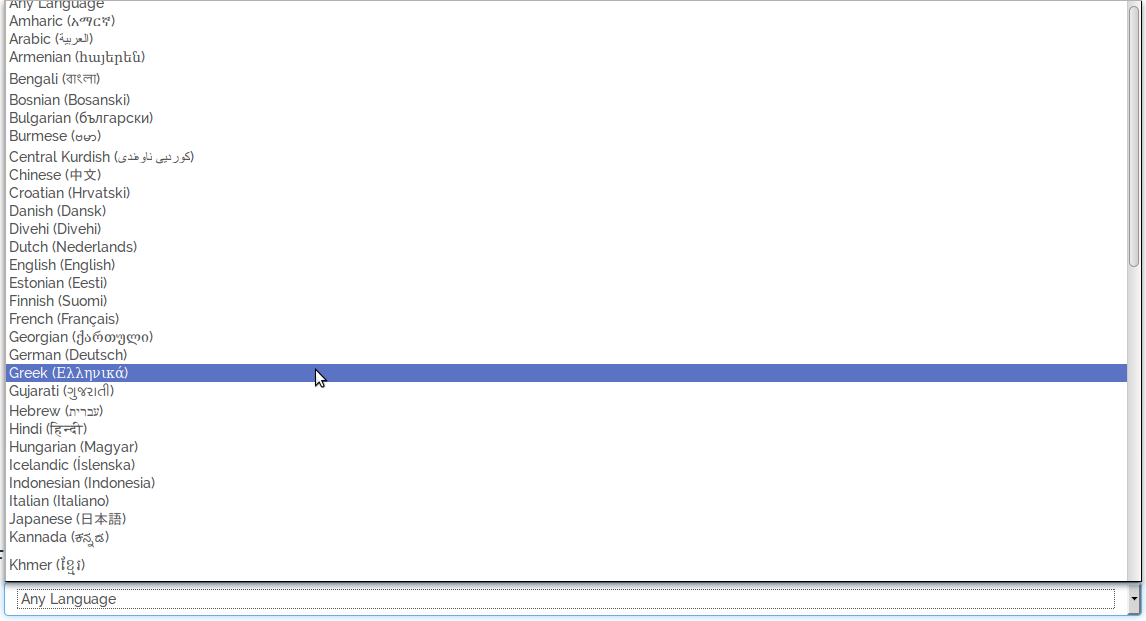 Any Language
Amharic (አማርኛ)
Arabic (العربية)
Armenian (հայերեն)
Bengali (বাংলা)
Bosnian (Bosanski)
Bulgarian (български)
Burmese (ဗမာ)
Central Kurdish (کوردیی ناوەندی)
Chinese (中文)
Croatian (Hrvatski)
Danish (Dansk)
Divehi (Divehi)
Dutch (Nederlands)
English (English)
Estonian (Eesti)
Finnish (Suomi)
French (Français)
Georgian (ქართული)
German (Deutsch)
Greek (Ελληνικά)
Gujarati (ગુજરાતી)
Hebrew (עברית)
Hindi (हिन्दी)
Hungarian (Magyar)
Icelandic (Íslenska)
Indonesian (Indonesia)
Italian (Italiano)
Japanese (日本語)
Kannada (ಕನ್ನಡ)
Khmer (ខ្មែរ)
Any Language